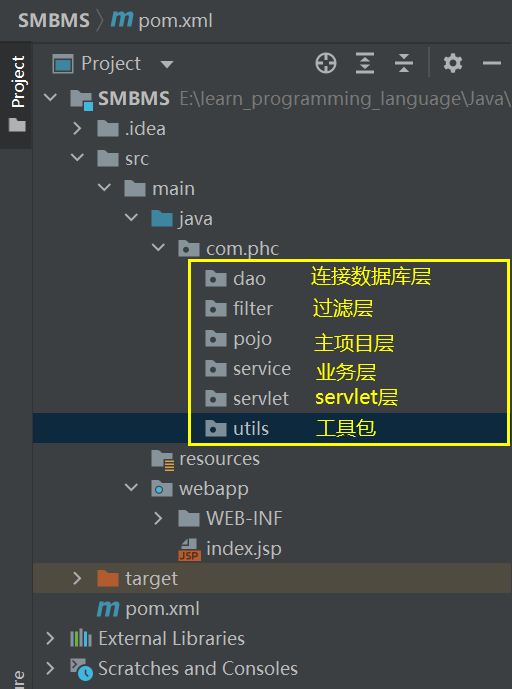 SMBMS pom.xml
Project
Project
SMBMS E:\learn_programming_language\Java\
.idea
src
main
java
com.phc
dao 连接数据库层
filter 过滤层
pojo 主项目层
service 业务层
servlet servlet层
utils 工具包
resources
webapp
WEB-INF
JSP index.jsp
target
m pom.xml
External Libraries
Scratches and Consoles
ure